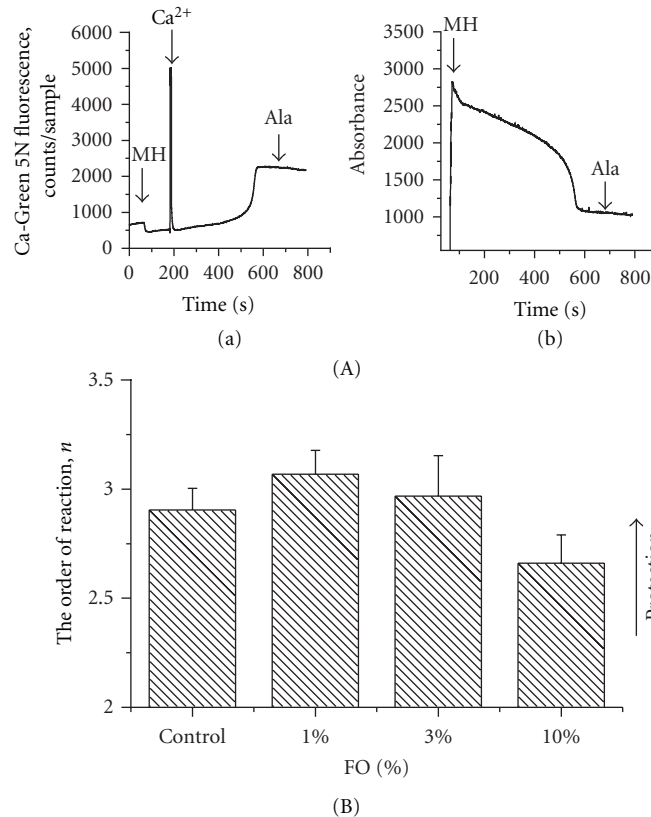 Ca-Green 5N fluorescence,
counts/sample
6000
5000
4000
3000
2000
1000
0
0 200 400 600 800
Time (s)
MH
Ca²⁺
Ala
(a)
Absorbance
3500
3000
2500
2000
1500
1000
200 400 600 800
Time (s)
MH
Ala
(b)
(A)
The order of reaction, n
3.5
3
2.5
2
Control 1% 3% 10%
FO (%)
(B)